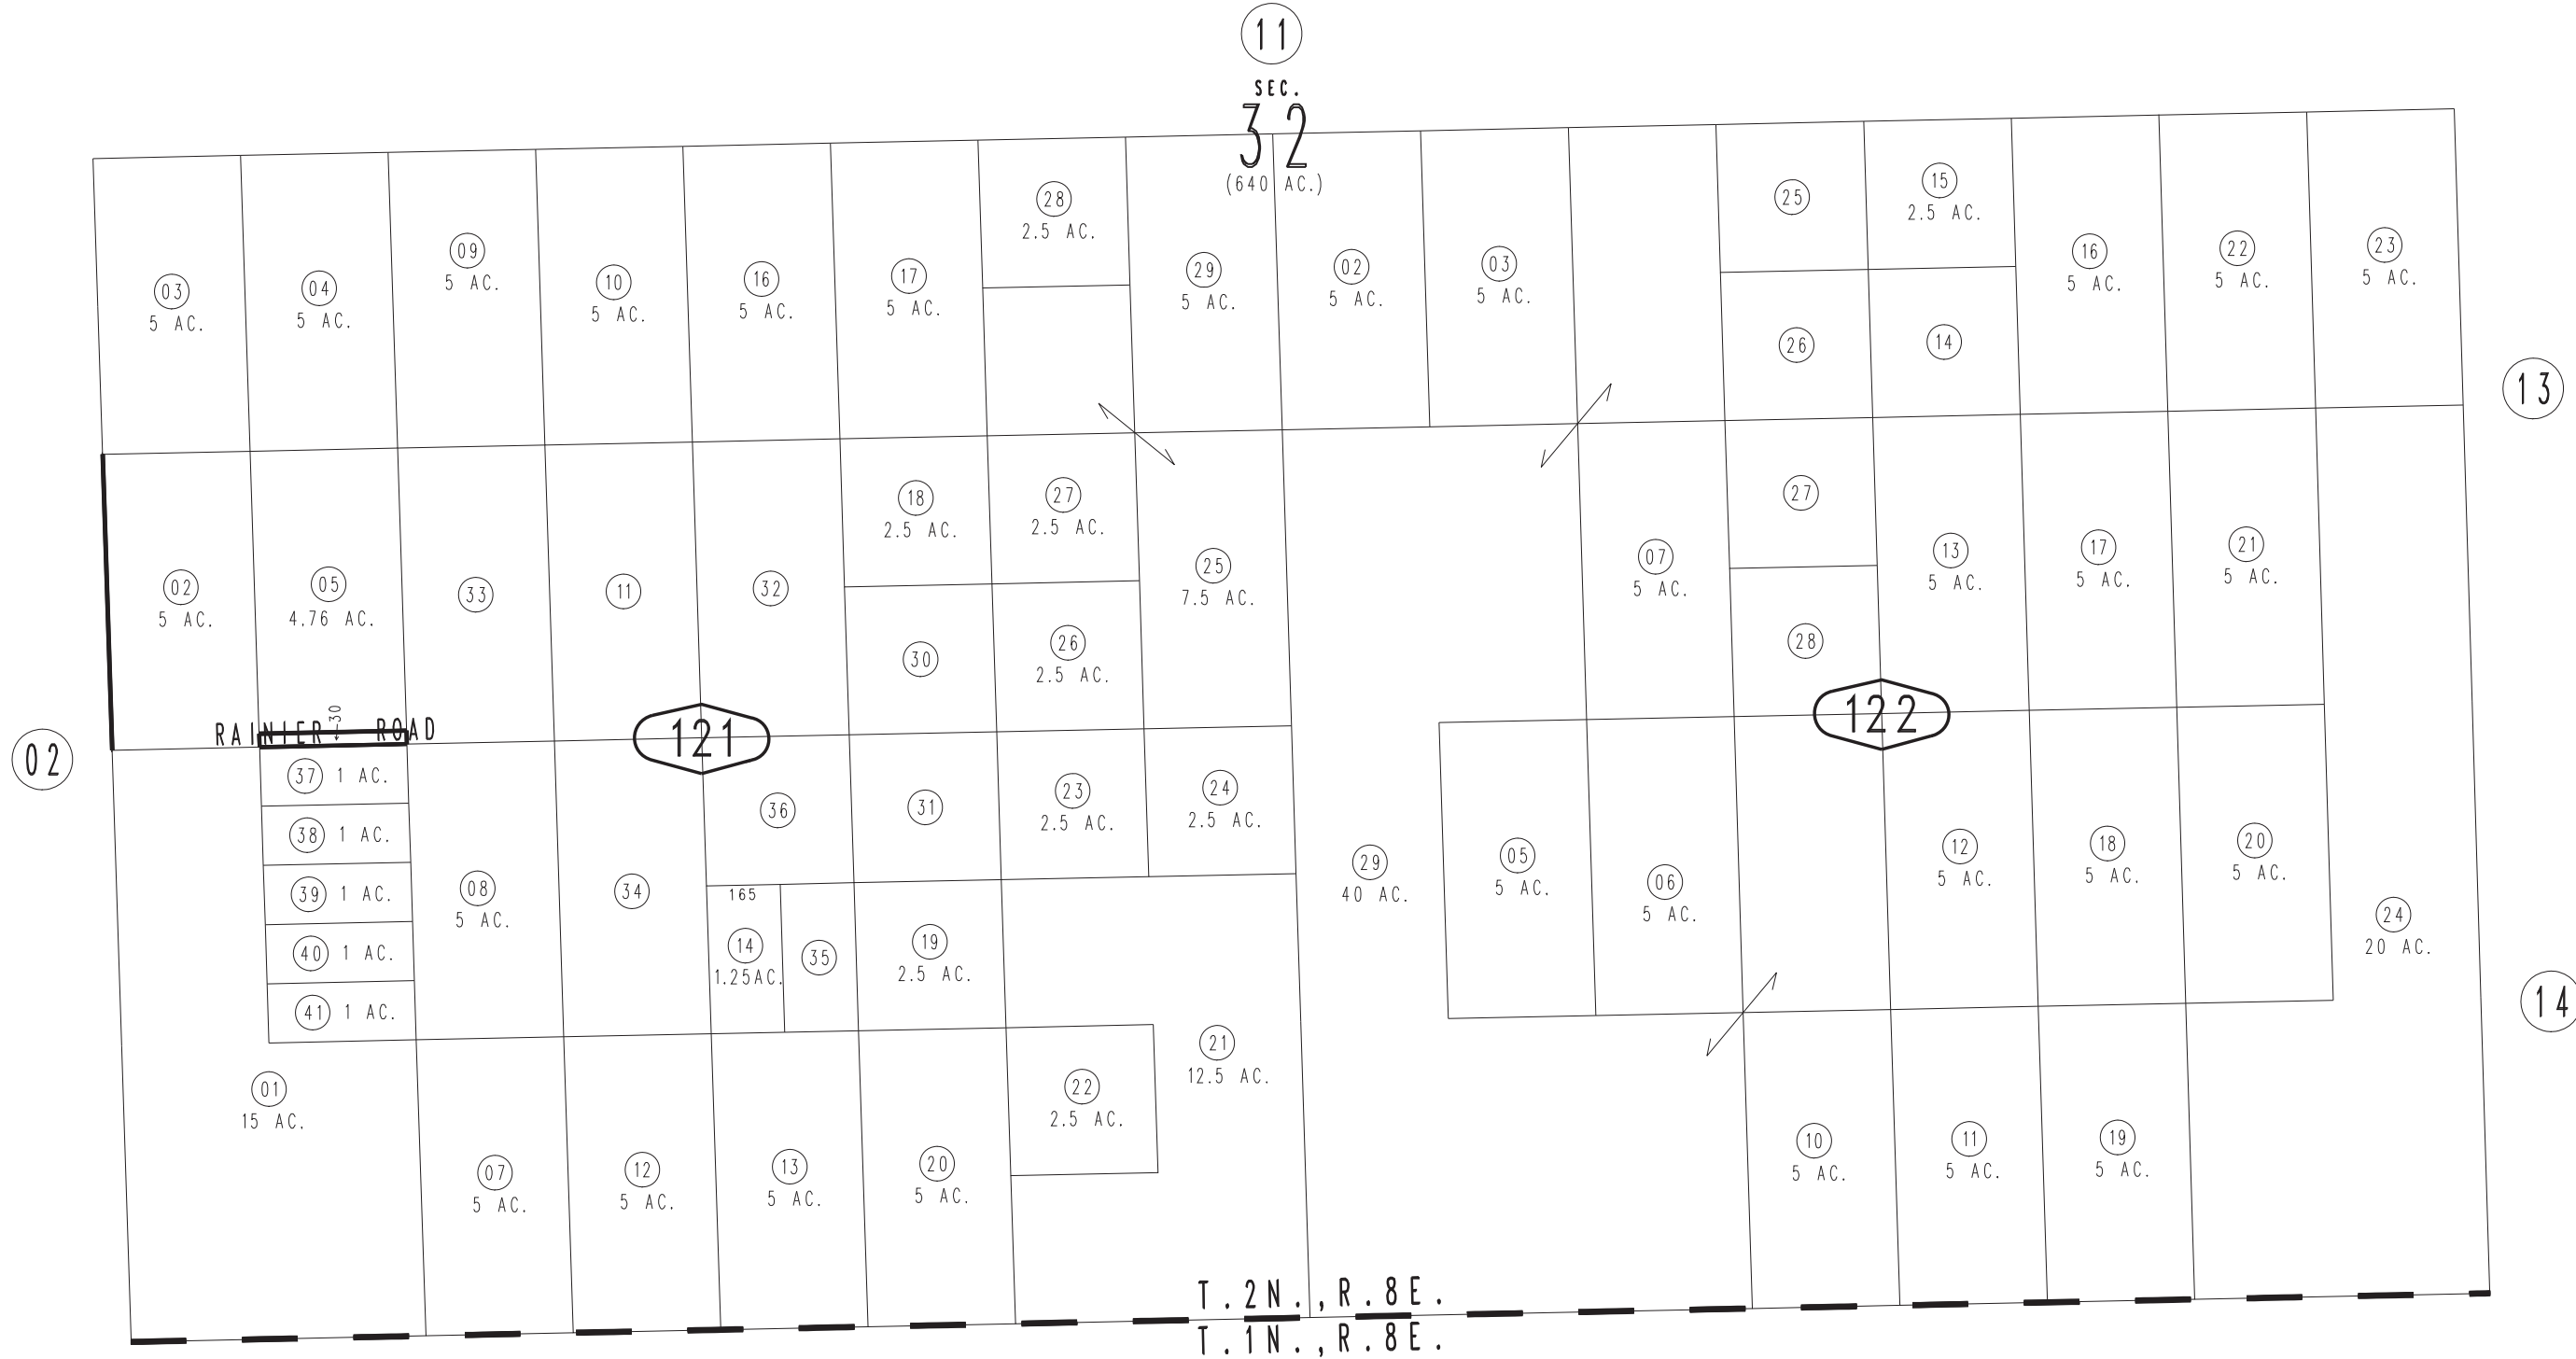 11
SEC.
32
(640 AC.)
03
5 AC.
04
5 AC.
09
5 AC.
10
5 AC.
16
5 AC.
17
5 AC.
28
2.5 AC.
29
5 AC.
02
5 AC.
03
5 AC.
25
15
2.5 AC.
26
14
16
5 AC.
22
5 AC.
23
5 AC.
13
02
5 AC.
05
4.76 AC.
33
11
32
18
2.5 AC.
27
2.5 AC.
30
26
2.5 AC.
25
7.5 AC.
07
5 AC.
27
28
13
5 AC.
17
5 AC.
21
5 AC.
RAINIER ROAD
30
121
122
02
37 1 AC.
38 1 AC.
39 1 AC.
40 1 AC.
41 1 AC.
08
5 AC.
34
36
165
14
1.25AC.
35
31
19
2.5 AC.
23
2.5 AC.
24
2.5 AC.
29
40 AC.
05
5 AC.
06
5 AC.
12
5 AC.
18
5 AC.
20
5 AC.
24
20 AC.
14
01
15 AC.
07
5 AC.
12
5 AC.
13
5 AC.
20
5 AC.
22
2.5 AC.
21
12.5 AC.
10
5 AC.
11
5 AC.
19
5 AC.
T.2N.,R.8E.
T.1N.,R.8E.